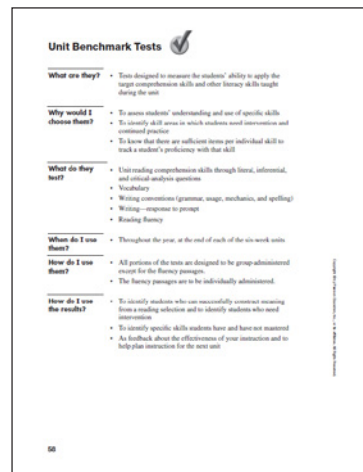 Unit Benchmark Tests
What are they?
• Tests designed to measure the students' ability to apply the
target comprehension skills and other literacy skills taught
during the unit
Why would I
choose them?
• To assess students' understanding and use of specific skills
• To identify skill areas in which students need intervention and
continued practice
• To know that there are sufficient items per individual skill to
track a student's proficiency with that skill
What do they
test?
• Unit reading comprehension skills through literal, inferential,
and critical-analysis questions
• Vocabulary
• Writing conventions (grammar, usage, mechanics, and spelling)
• Writing—response to prompt
• Reading fluency
When do I use
them?
• Throughout the year, at the end of each of the six-week units
How do I use
them?
• All portions of the tests are designed to be group-administered
except for the fluency passages.
• The fluency passages are to be individually administered.
How do I use
the results?
• To identify students who can successfully construct meaning
from a reading selection and to identify students who need
intervention
• To identify specific skills students have and have not mastered
• As feedback about the effectiveness of your instruction and to
help plan instruction for the next unit
58